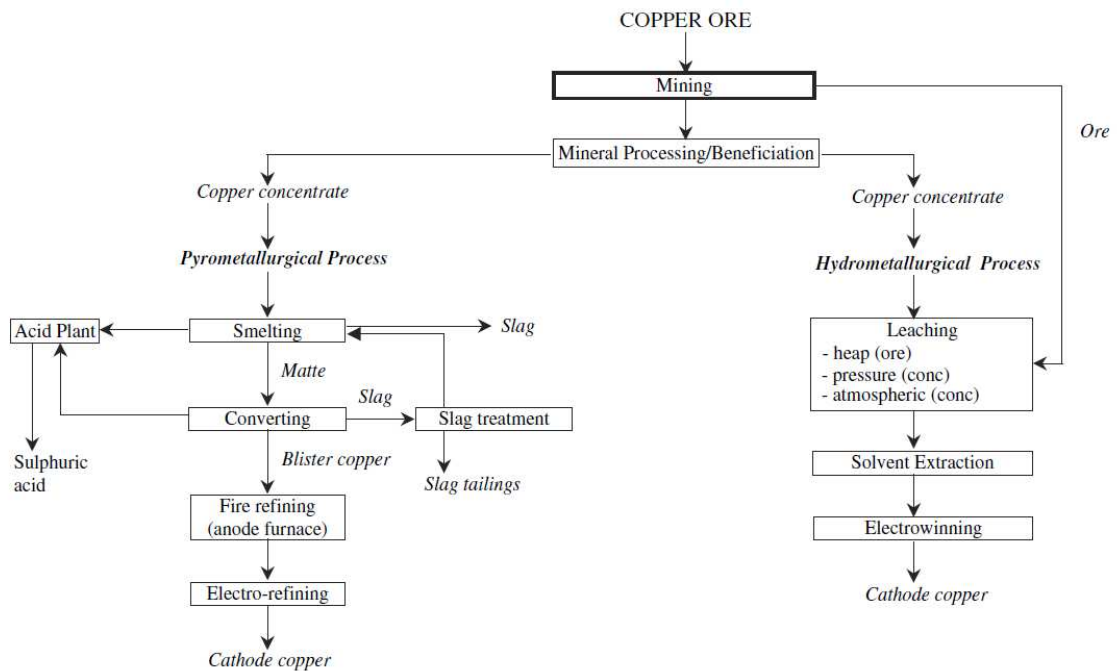 COPPER ORE
Mining
Ore
Mineral Processing/Beneficiation
Copper concentrate
Copper concentrate
Pyrometallurgical Process
Hydrometallurgical Process
Acid Plant
Smelting
Slag
Leaching
- heap (ore)
- pressure (conc)
- atmospheric (conc)
Matte
Slag
Converting
Slag treatment
Sulphuric
acid
Blister copper
Slag tailings
Solvent Extraction
Fire refining
(anode furnace)
Electrowinning
Electro-refining
Cathode copper
Cathode copper